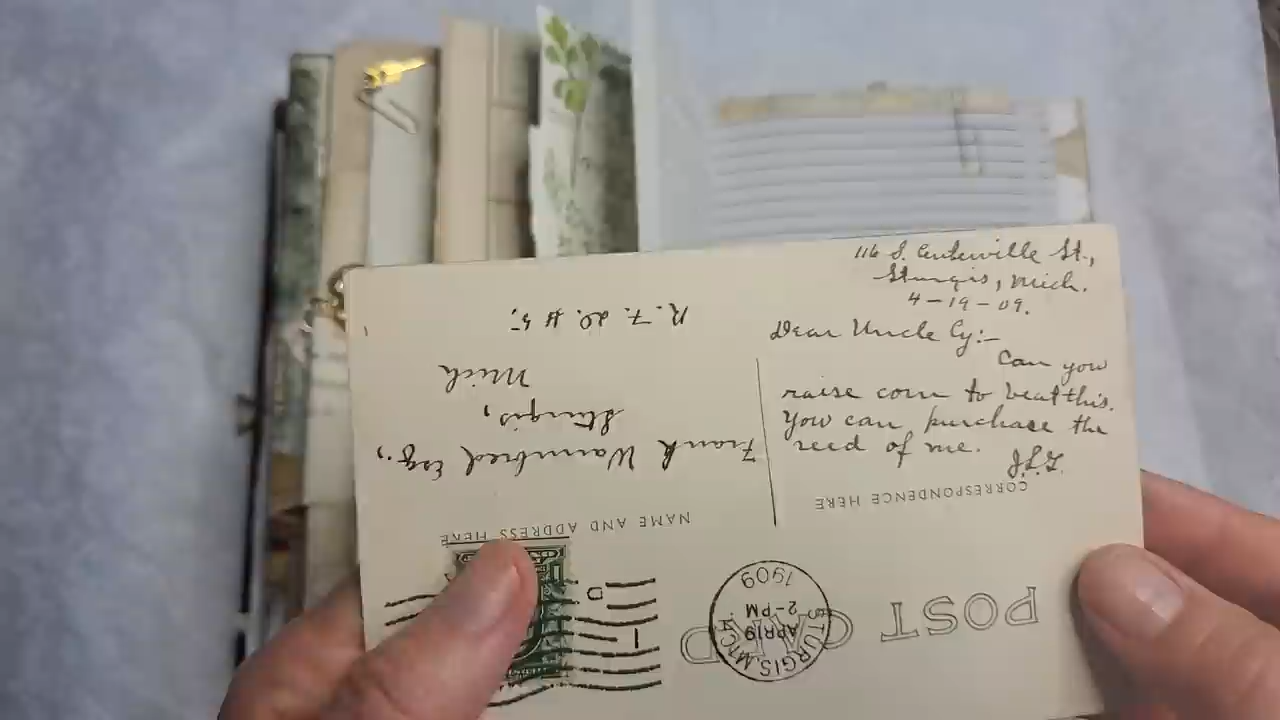 116 S. Centerville St.,
Sturgis, Mich.
4-19-09.
Dear Uncle Cy:-
Can you
raise corn to beat this.
You can purchase the
seed of me.
J.L.G.
CORRESPONDENCE HERE
POST CARD
STURGIS, MICH
APR 19
2-PM
1909
NAME AND ADDRESS HERE
Frank Warnbred Esq.,
Sturgis,
Mich
R. F. D. # 5.